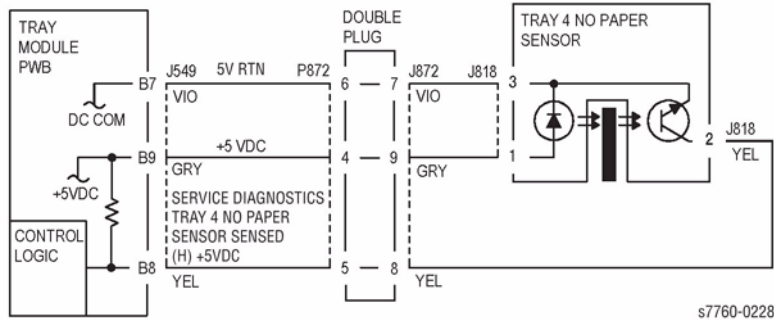 TRAY
MODULE
PWB
DC COM
+5VDC
CONTROL
LOGIC
B7
B9
B8
J549 5V RTN P872
VIO
+5 VDC
GRY
SERVICE DIAGNOSTICS
TRAY 4 NO PAPER
SENSOR SENSED
(H) +5VDC
YEL
DOUBLE
PLUG
6 7
4 9
5 8
J872 J818
VIO
GRY
YEL
TRAY 4 NO PAPER
SENSOR
3
1
2
J818
YEL
s7760-0228